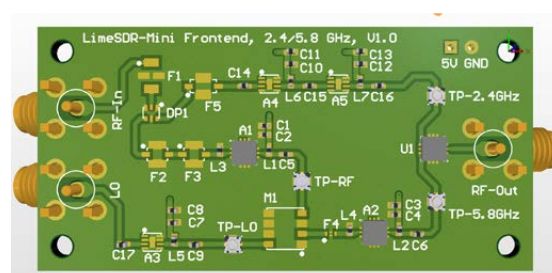 LimeSDR-Mini Frontend, 2.4/5.8 GHz, V1.0
C11
C10
C13
C12
5V GND
F1
RF-In
C14
F5
A4
L6 C15
A5
L7 C16
TP-2.4GHz
DP1
C1
C2
A1
U1
F2
F3
L3
L1 C5
TP-RF
RF-Out
LO
TP-5.8GHz
M1
C8
C7
A2
C3
C4
F4
L4
TP-LO
C17
A3
L5 C9
L2 C6